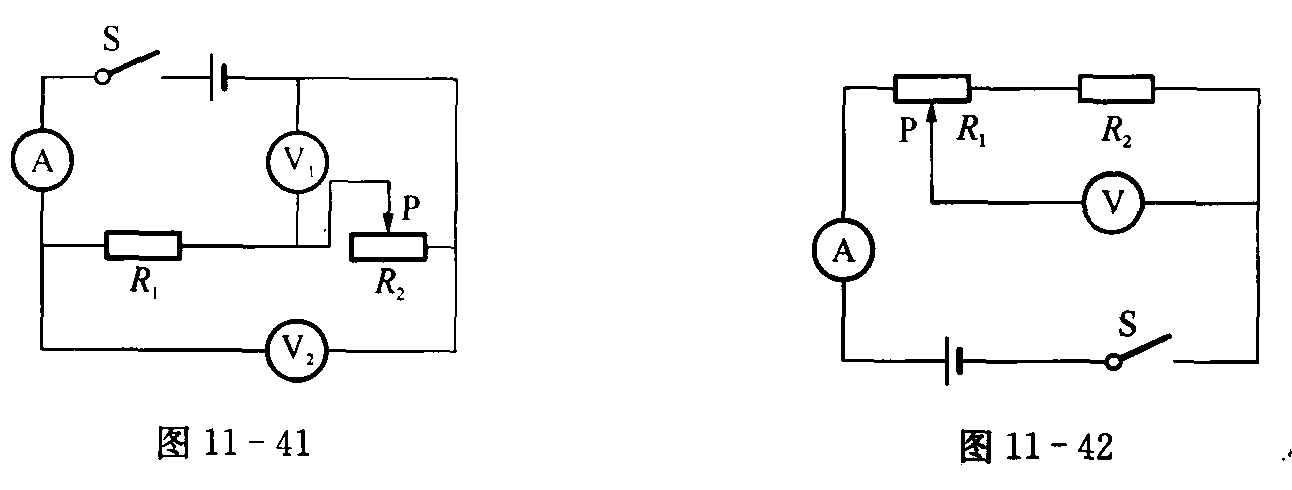 S
A
V₁
P
R₁
R₂
V₂
图 11-41
P
R₁
R₂
V
A
S
图 11-42